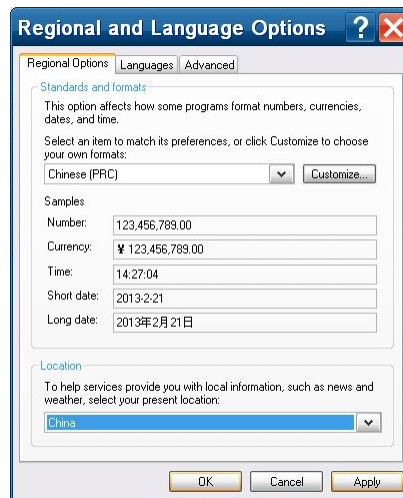 Regional and Language Options
Regional Options Languages Advanced
Standards and formats
This option affects how some programs format numbers, currencies,
dates, and time.
Select an item to match its preferences, or click Customize to choose
your own formats:
Chinese (PRC) Customize...
Samples
Number: 123,456,789.00
Currency: ¥ 123,456,789.00
Time: 14:27:04
Short date: 2013-2-21
Long date: 2013年2月21日
Location
To help services provide you with local information, such as news and
weather, select your present location:
China
OK Cancel Apply